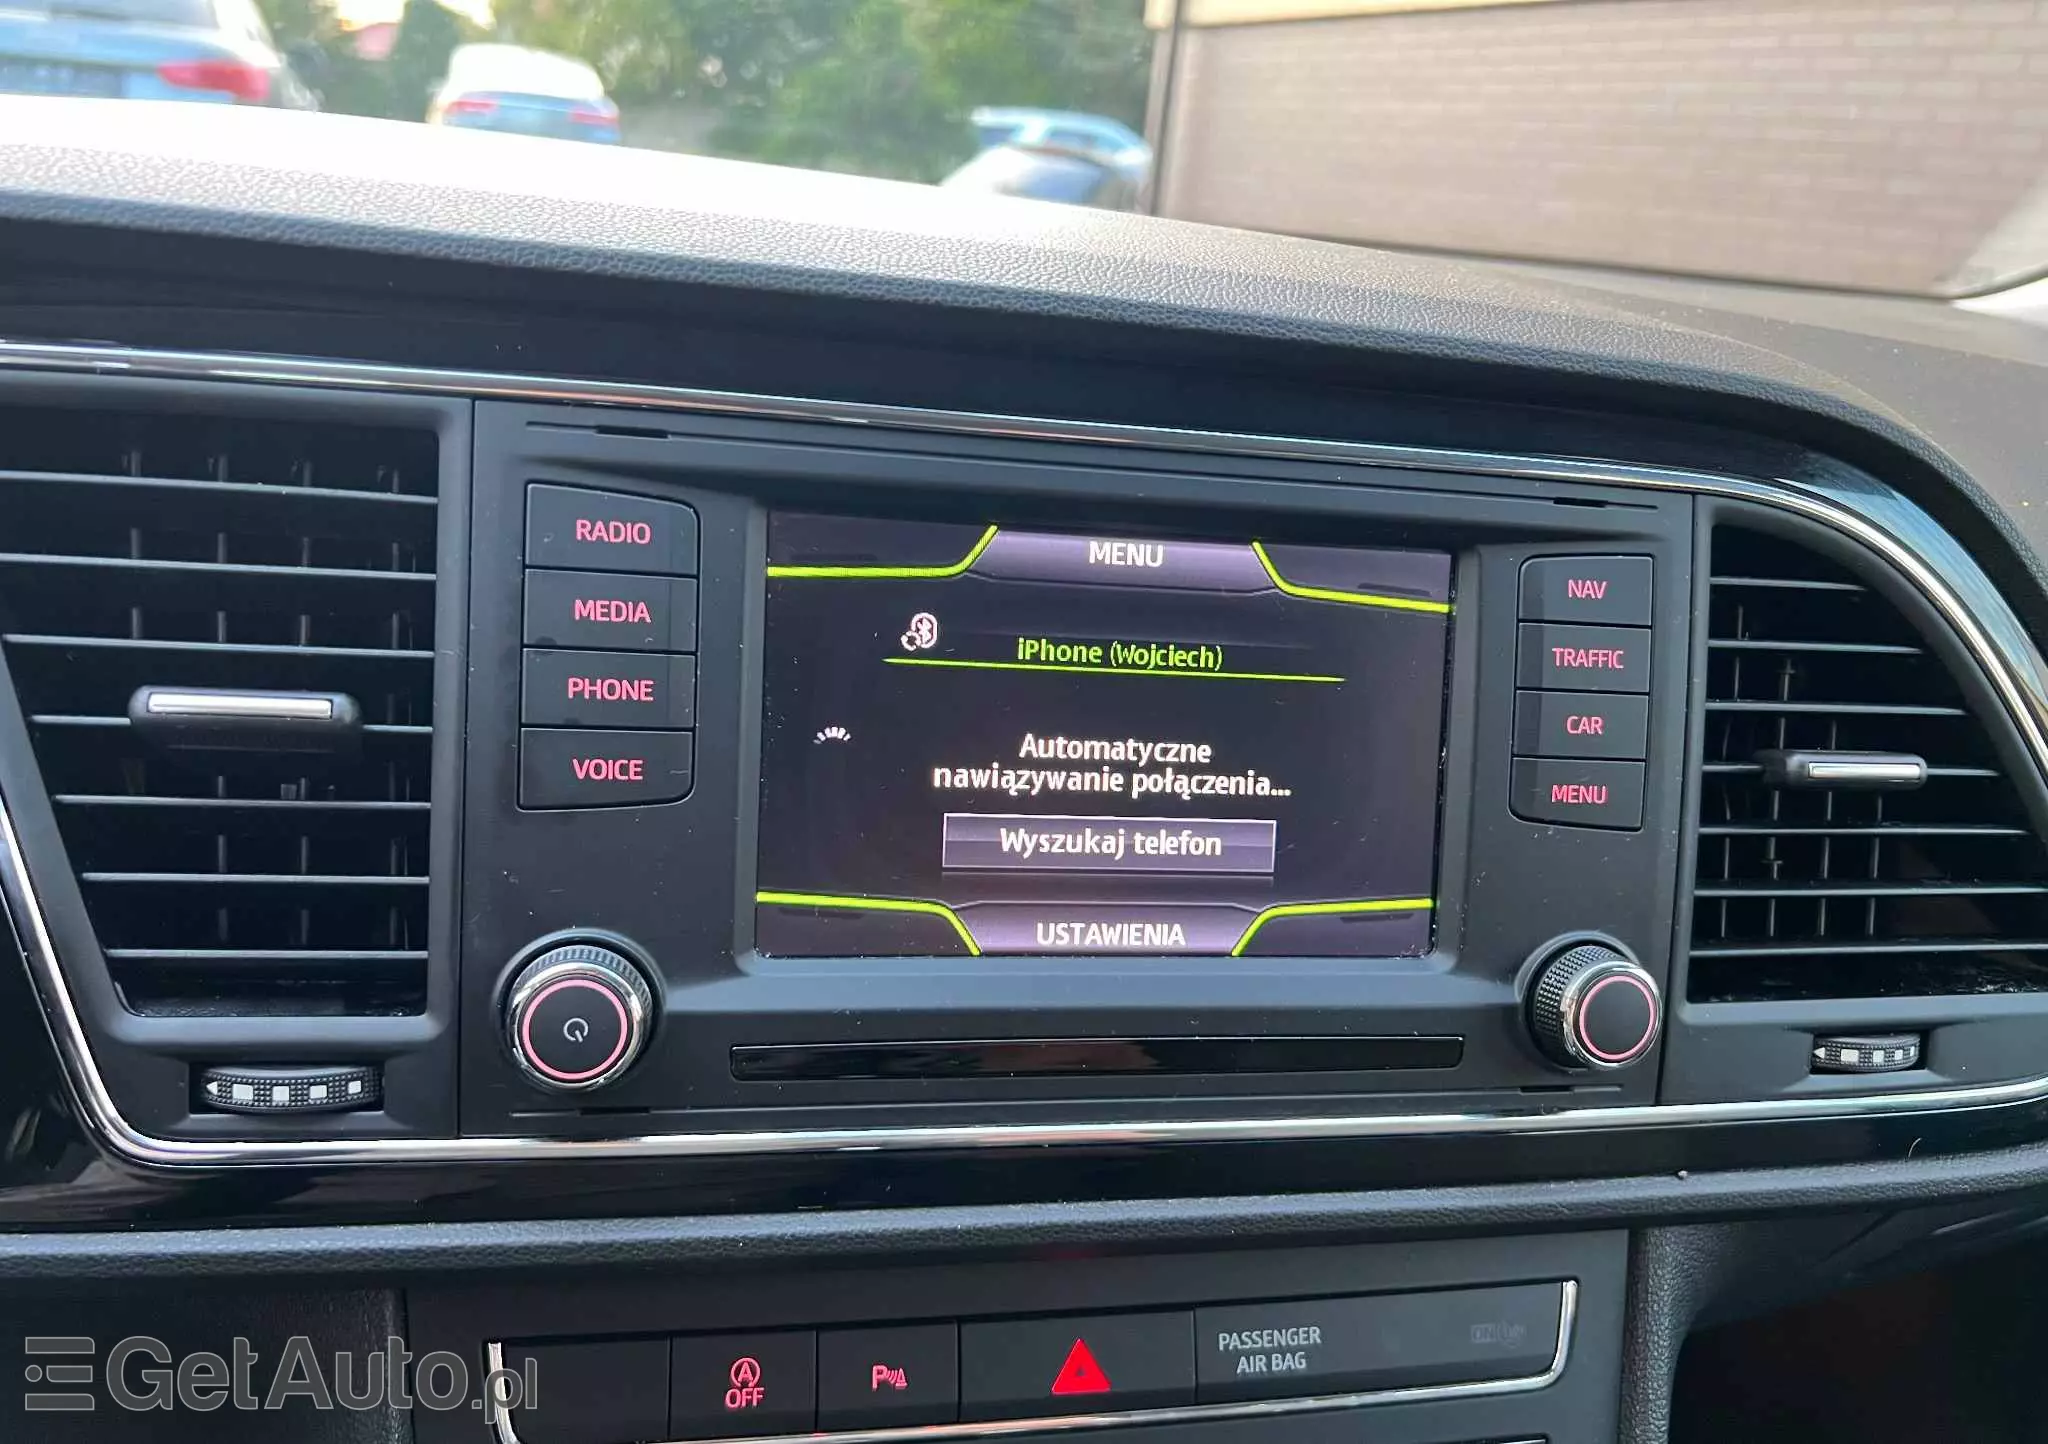 RADIO
MEDIA
PHONE
VOICE
MENU
iPhone (Wojciech)
Automatyczne
nawiązywanie połączenia...
Wyszukaj telefon
USTAWIENIA
NAV
TRAFFIC
CAR
MENU
A
OFF
P
PASSENGER
AIR BAG
ON
GetAuto.pl